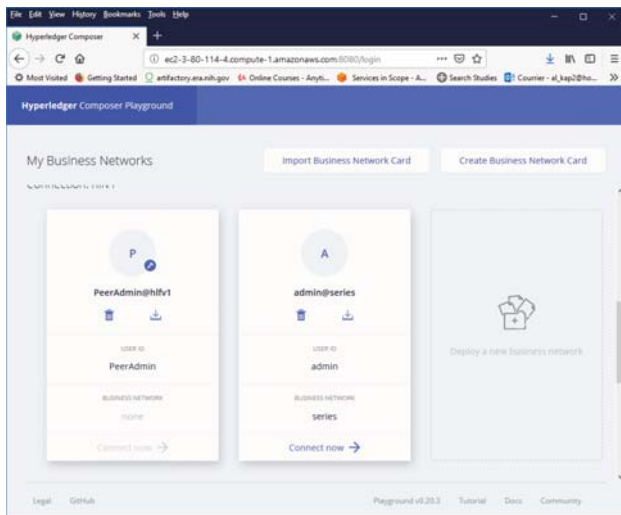 File Edit View History Bookmarks Tools Help
Hyperledger Composer
ec2-3-80-114-4.compute-1.amazonaws.com:8080/login
Most Visited Getting Started artifactory.era.nih.gov Online Courses - Anyti... Services in Scope - A... Search Studies Courrier - al_kap2@ho...
Hyperledger Composer Playground
My Business Networks Import Business Network Card Create Business Network Card
Connection: hlfv1
P A
PeerAdmin@hlfv1 admin@series
USER ID USER ID Deploy a new business network
PeerAdmin admin
BUSINESS NETWORK BUSINESS NETWORK
none series
Connect now Connect now
Legal GitHub Playground v0.20.3 Tutorial Docs Community